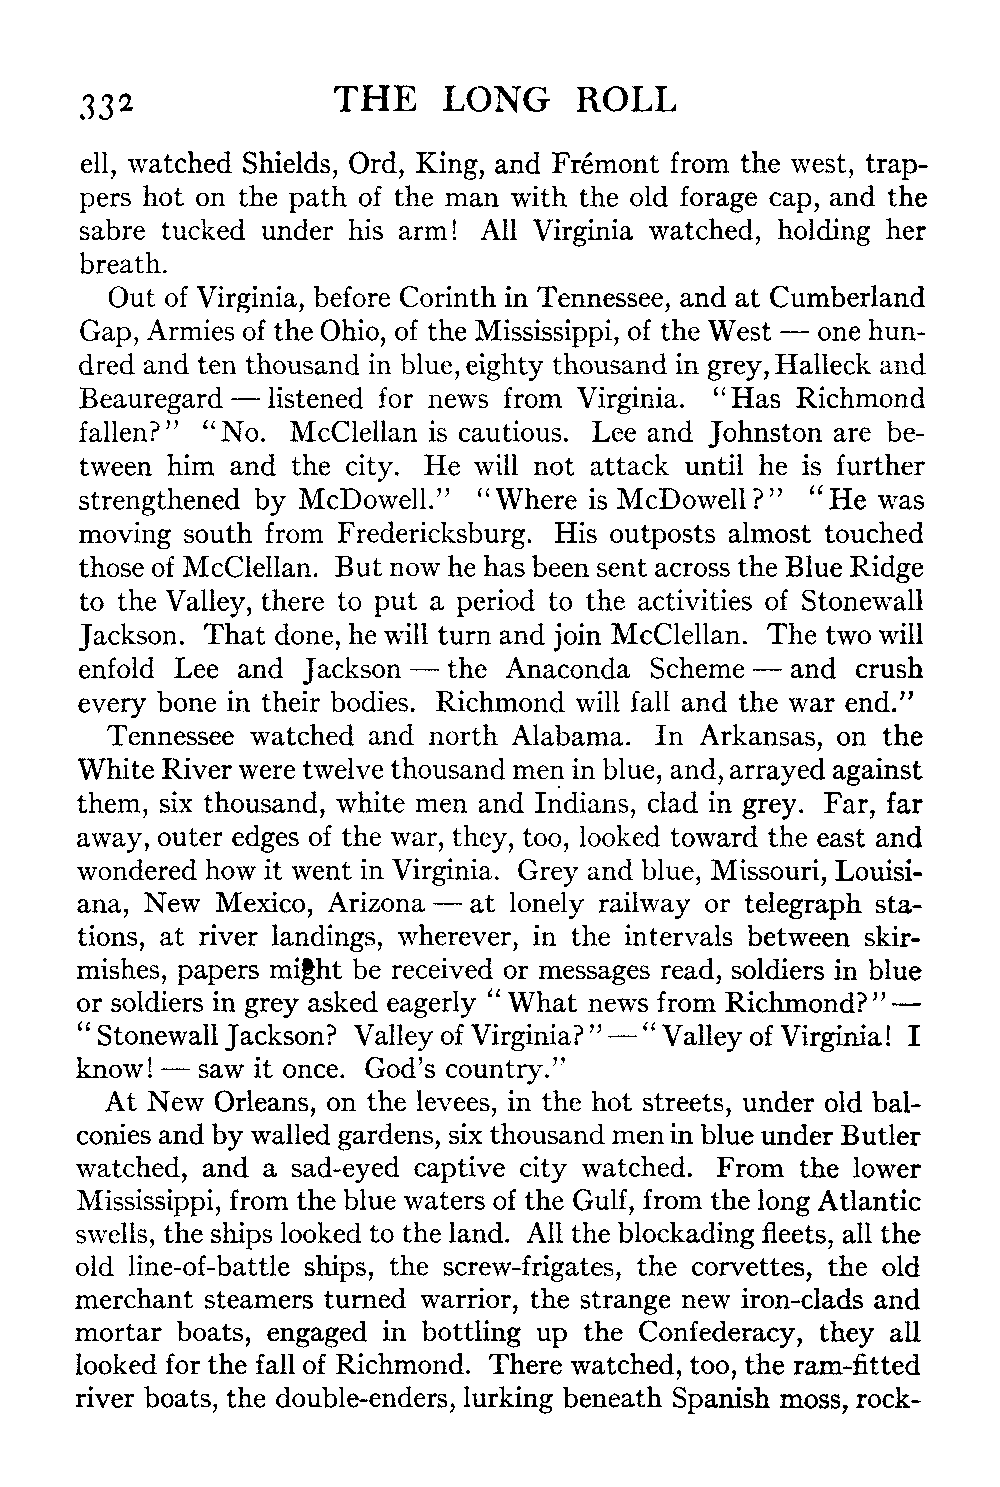 332 THE LONG ROLL
ell, watched Shields, Ord, King, and Frémont from the west, trap-
pers hot on the path of the man with the old forage cap, and the
sabre tucked under his arm! All Virginia watched, holding her
breath.
Out of Virginia, before Corinth in Tennessee, and at Cumberland
Gap, Armies of the Ohio, of the Mississippi, of the West — one hun-
dred and ten thousand in blue, eighty thousand in grey, Halleck and
Beauregard — listened for news from Virginia. "Has Richmond
fallen?" "No. McClellan is cautious. Lee and Johnston are be-
tween him and the city. He will not attack until he is further
strengthened by McDowell." "Where is McDowell?" "He was
moving south from Fredericksburg. His outposts almost touched
those of McClellan. But now he has been sent across the Blue Ridge
to the Valley, there to put a period to the activities of Stonewall
Jackson. That done, he will turn and join McClellan. The two will
enfold Lee and Jackson — the Anaconda Scheme — and crush
every bone in their bodies. Richmond will fall and the war end."
Tennessee watched and north Alabama. In Arkansas, on the
White River were twelve thousand men in blue, and, arrayed against
them, six thousand, white men and Indians, clad in grey. Far, far
away, outer edges of the war, they, too, looked toward the east and
wondered how it went in Virginia. Grey and blue, Missouri, Louisi-
ana, New Mexico, Arizona — at lonely railway or telegraph sta-
tions, at river landings, wherever, in the intervals between skir-
mishes, papers might be received or messages read, soldiers in blue
or soldiers in grey asked eagerly "What news from Richmond?" —
"Stonewall Jackson? Valley of Virginia?" — "Valley of Virginia! I
know! — saw it once. God's country."
At New Orleans, on the levees, in the hot streets, under old bal-
conies and by walled gardens, six thousand men in blue under Butler
watched, and a sad-eyed captive city watched. From the lower
Mississippi, from the blue waters of the Gulf, from the long Atlantic
swells, the ships looked to the land. All the blockading fleets, all the
old line-of-battle ships, the screw-frigates, the corvettes, the old
merchant steamers turned warrior, the strange new iron-clads and
mortar boats, engaged in bottling up the Confederacy, they all
looked for the fall of Richmond. There watched, too, the ram-fitted
river boats, the double-enders, lurking beneath Spanish moss, rock-